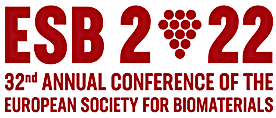 ESB 2022
32nd ANNUAL CONFERENCE OF THE
EUROPEAN SOCIETY FOR BIOMATERIALS